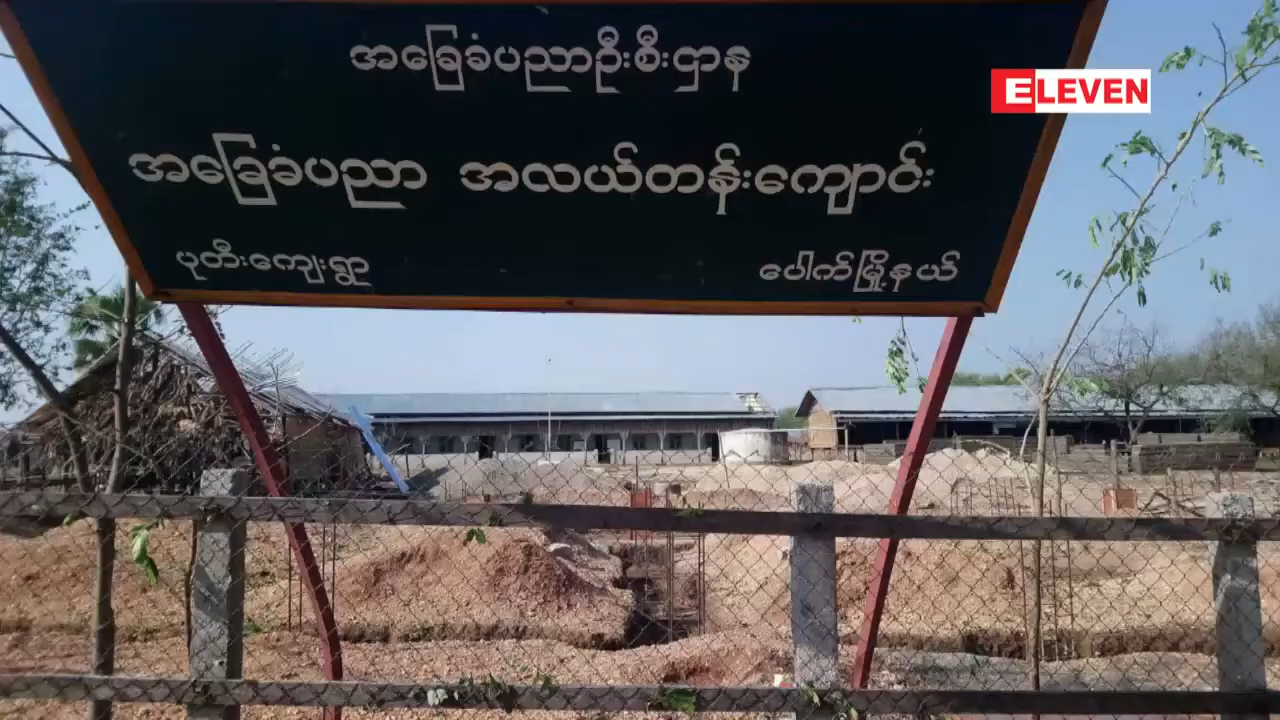 အခြေခံပညာဦးစီးဌာန
ELEVEN
အခြေခံပညာ အလယ်တန်းကျောင်း
ပုတီးကျေးရွာ
ပေါက်မြို့နယ်